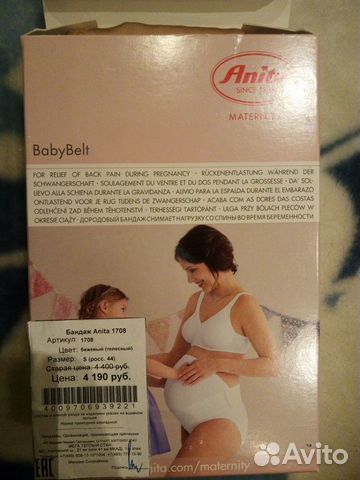 Anita
SINCE 1886
MATERNITY
BabyBelt
FOR RELIEF OF BACK PAIN DURING PREGNANCY · RÜCKENENTLASTUNG WÄHREND DER
SCHWANGERSCHAFT · SOULAGEMENT DU VENTRE ET DU DOS PENDANT LA GROSSESSE · DA' SOL-
LIEVO ALLA SCHIENA DURANTE LA GRAVIDANZA · ALIVIO PARA LA ESPALDA DURANTE EL EMBARAZO
ONTLASTEND VOOR JE RUG TIJDENS DE ZWANGERSCHAP · ACABA COM AS DORES DAS COSTAS
ODLEHČENÍ ZAD BĚHEM TĚHOTENSTVÍ · TERHESSÉGI TARTÓPÁNT · ULGA PRZY BÓLACH PLECÓW W
OKRESIE CIĄŻY · ДОРОДОВЫЙ БАНДАЖ СНИМАЕТ НАГРУЗКУ СО СПИНЫ ВО ВРЕМЯ БЕРЕМЕННОСТИ
Бандаж Anita 1708
Артикул: 1708
Цвет: бежевый (телесный)
Размер: S (росс. 44)
Старая цена: 4 400 руб.
Цена: 4 190 руб.
4009706939221
anita.com/maternity
EAC
Avito